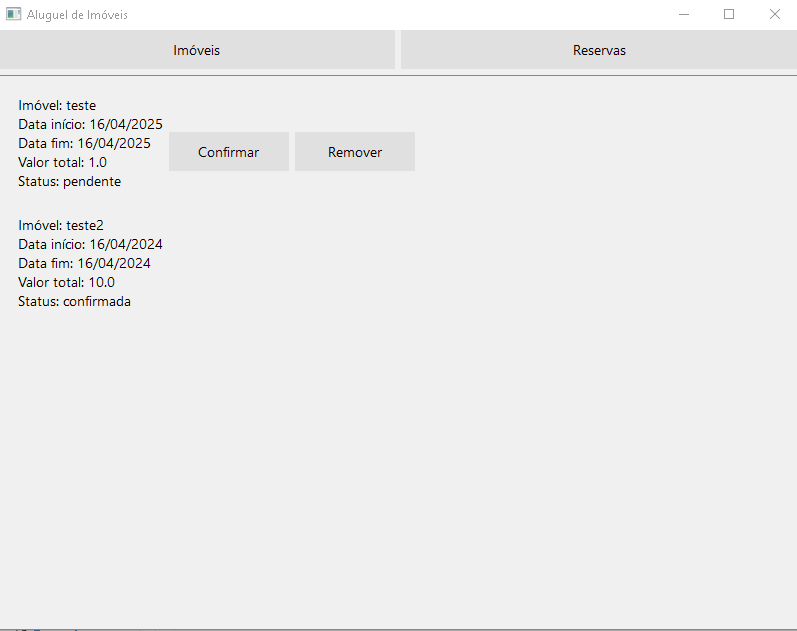 Aluguel de Imóveis
Imóveis
Reservas
Imóvel: teste
Data início: 16/04/2025
Data fim: 16/04/2025
Valor total: 1.0
Status: pendente
Confirmar
Remover
Imóvel: teste2
Data início: 16/04/2024
Data fim: 16/04/2024
Valor total: 10.0
Status: confirmada